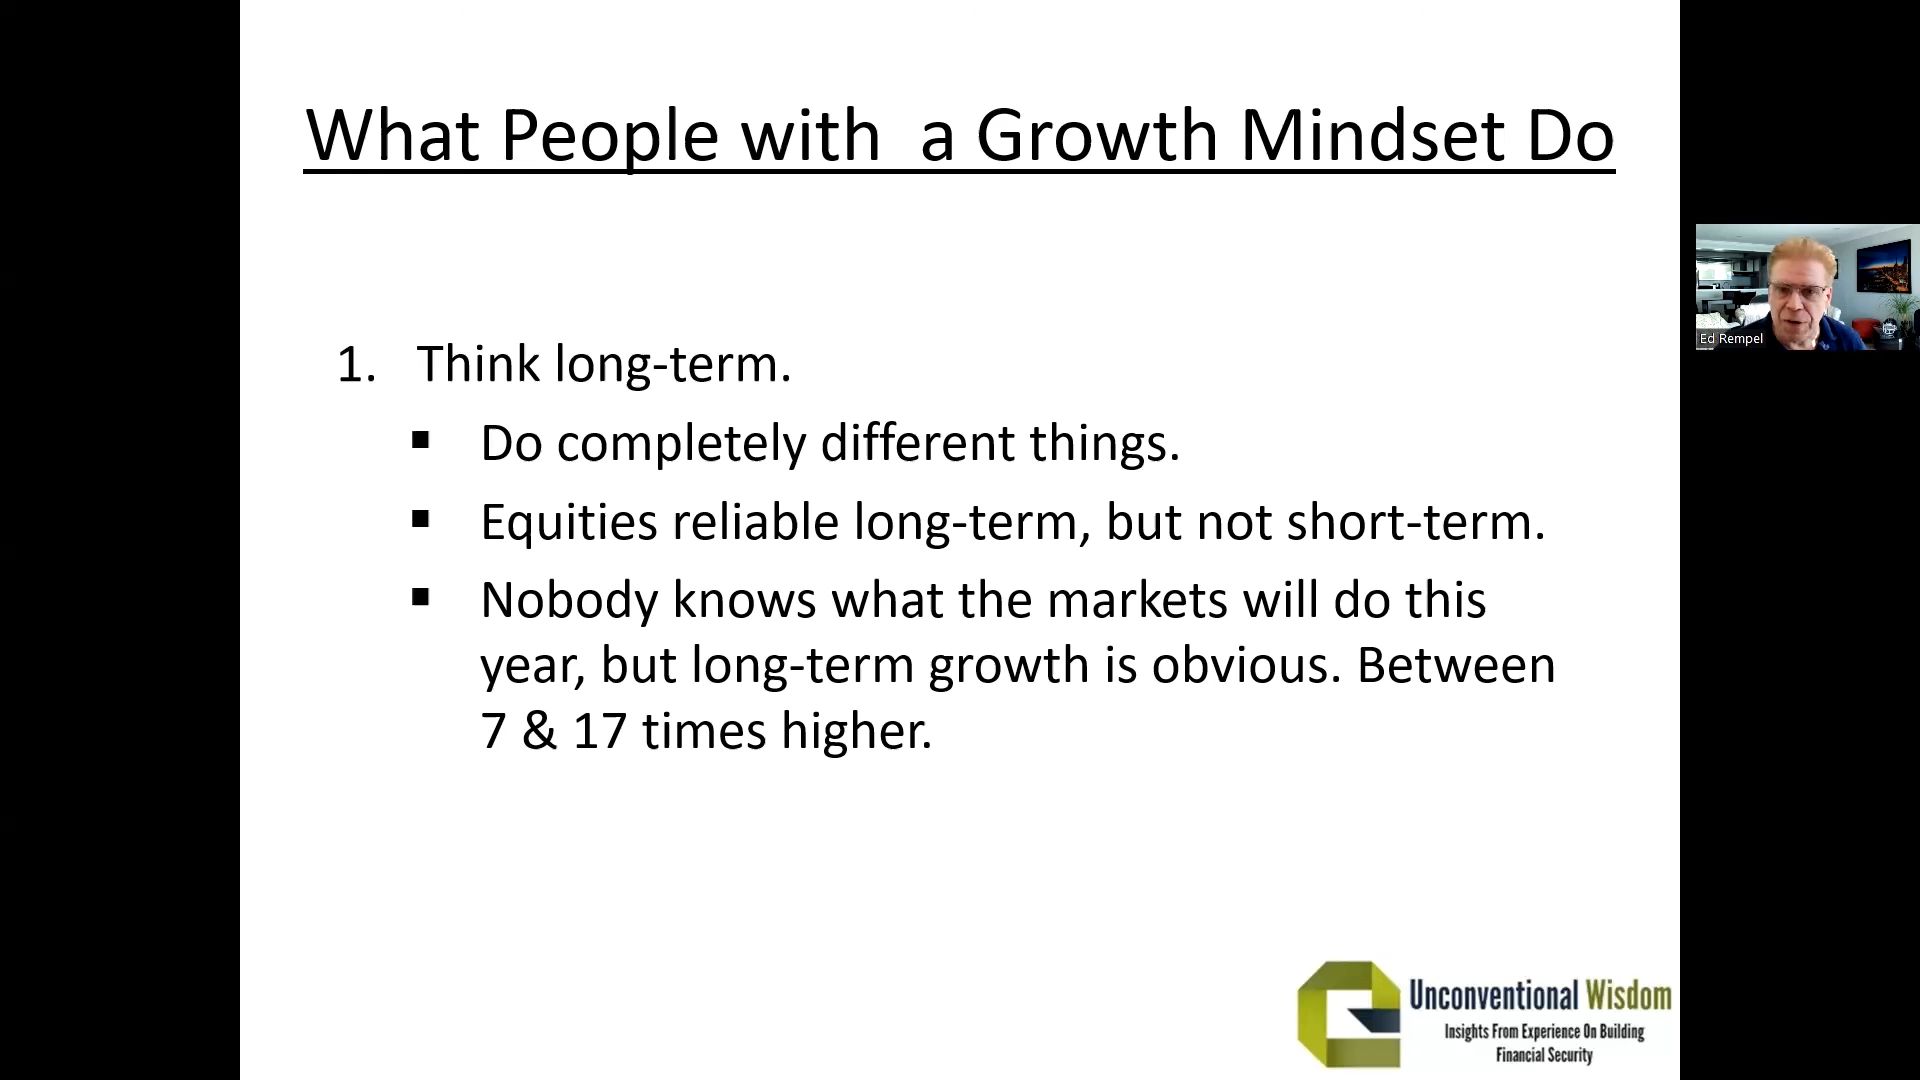 What People with  a Growth Mindset Do
1. Think long-term.
▪ Do completely different things.
▪ Equities reliable long-term, but not short-term.
▪ Nobody knows what the markets will do this
year, but long-term growth is obvious. Between
7 & 17 times higher.
Ed Rempel
Unconventional Wisdom
Insights From Experience On Building
Financial Security